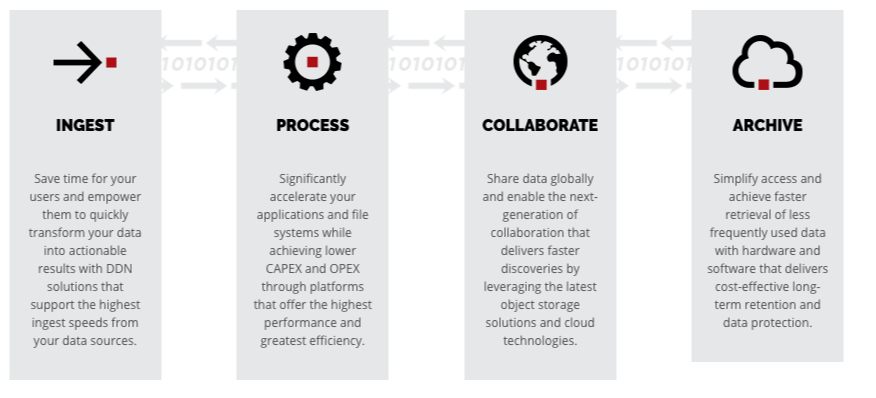 101010
101010
101010
INGEST
Save time for your
users and empower
them to quickly
transform your data
into actionable
results with DDN
solutions that
support the highest
ingest speeds from
your data sources.
PROCESS
Significantly
accelerate your
applications and file
systems while
achieving lower
CAPEX and OPEX
through platforms
that offer the highest
performance and
greatest efficiency.
COLLABORATE
Share data globally
and enable the next-
generation of
collaboration that
delivers faster
discoveries by
leveraging the latest
object storage
solutions and cloud
technologies.
ARCHIVE
Simplify access and
achieve faster
retrieval of less
frequently used data
with hardware and
software that delivers
cost-effective long-
term retention and
data protection.